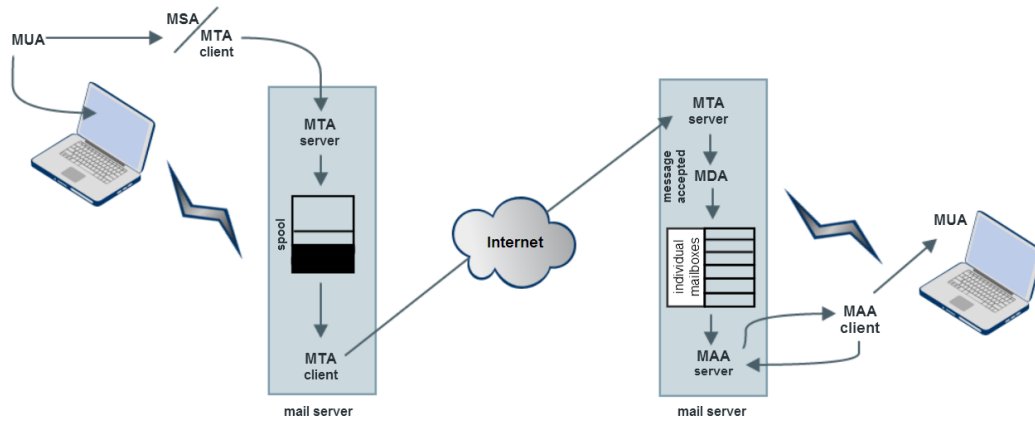 MUA
MSA
MTA
client
MTA
server
spool
MTA
client
mail server
Internet
MTA
server
message
accepted
MDA
individual
mailboxes
MAA
server
mail server
MAA
client
MUA